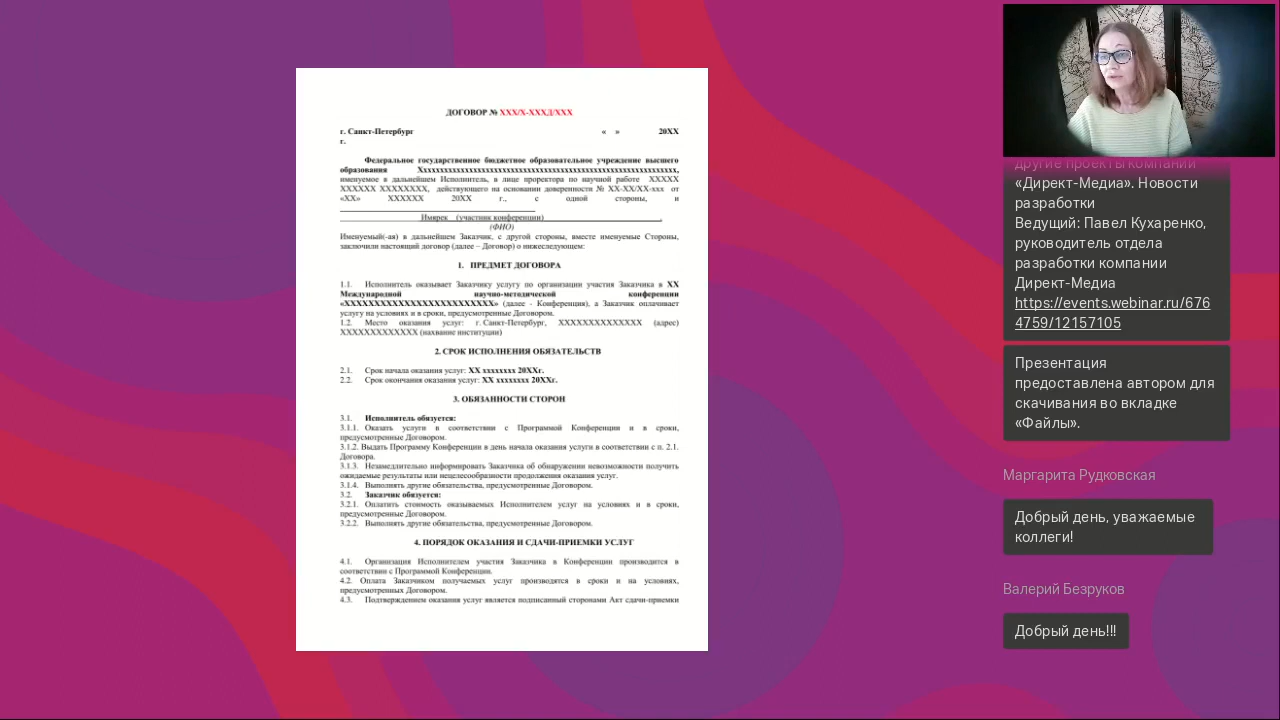 ДОГОВОР № XXX/X-XXXД/XXX
г. Санкт-Петербург « » 20XX
г.
Федеральное государственное бюджетное образовательное учреждение высшего
образования Xxxxxxxxxxxxxxxxxxxxxxxxxxxxxxxxxxxxxxxxxxxxxxxxxxx,
именуемое в дальнейшем Исполнитель, в лице проректора по научной работе XXXXX
XXXXXX XXXXXXXX, действующего на основании доверенности № XX-XX/XX-xxx от
«XX» XXXXXX 20XX г., с одной стороны, и
Имярек (участник конференции)
(ФИО)
Именуемый(-ая) в дальнейшем Заказчик, с другой стороны, вместе именуемые Стороны,
заключили настоящий договор (далее – Договор) о нижеследующем:
1. ПРЕДМЕТ ДОГОВОРА
1.1. Исполнитель оказывает Заказчику услугу по организации участия Заказчика в XX
Международной научно-методической конференции
«XXXXXXXXXXXXXXXXXXXXXXXXX» (далее - Конференция), а Заказчик оплачивает
услугу на условиях и в сроки, предусмотренные Договором.
1.2. Место оказания услуг: г. Санкт-Петербург, XXXXXXXXXXXXXX (адрес)
XXXXXXXXXXXXX (название институции)
2. СРОК ИСПОЛНЕНИЯ ОБЯЗАТЕЛЬСТВ
2.1. Срок начала оказания услуг: XX xxxxxxxx 20XXг.
2.2. Срок окончания оказания услуг: XX xxxxxxxx 20XXг.
3. ОБЯЗАННОСТИ СТОРОН
3.1. Исполнитель обязуется:
3.1.1. Оказать услуги в соответствии с Программой Конференции и в сроки,
предусмотренные Договором.
3.1.2. Выдать Программу Конференции в день начала оказания услуги в соответствии с п. 2.1.
Договора.
3.1.3. Незамедлительно информировать Заказчика об обнаружении невозможности получить
ожидаемые результаты или нецелесообразности продолжения оказания услуг.
3.1.4. Выполнять другие обязательства, предусмотренные Договором.
3.2. Заказчик обязуется:
3.2.1. Оплатить стоимость оказываемых Исполнителем услуг на условиях и в сроки,
предусмотренные Договором.
3.2.2. Выполнять другие обязательства, предусмотренные Договором.
4. ПОРЯДОК ОКАЗАНИЯ И СДАЧИ-ПРИЕМКИ УСЛУГ
4.1. Организация Исполнителем участия Заказчика в Конференции производится в
соответствии с Программой Конференции.
4.2. Оплата Заказчиком получаемых услуг производятся в сроки и на условиях,
предусмотренных Договором.
4.3. Подтверждением оказания услуг является подписанный сторонами Акт сдачи-приемки
другие проекты компании
«Директ-Медиа». Новости
разработки
Ведущий: Павел Кухаренко,
руководитель отдела
разработки компании
Директ-Медиа
https://events.webinar.ru/676
4759/12157105
Презентация
предоставлена автором для
скачивания во вкладке
«Файлы».
Маргарита Рудковская
Добрый день, уважаемые
коллеги!
Валерий Безруков
Добрый день!!!